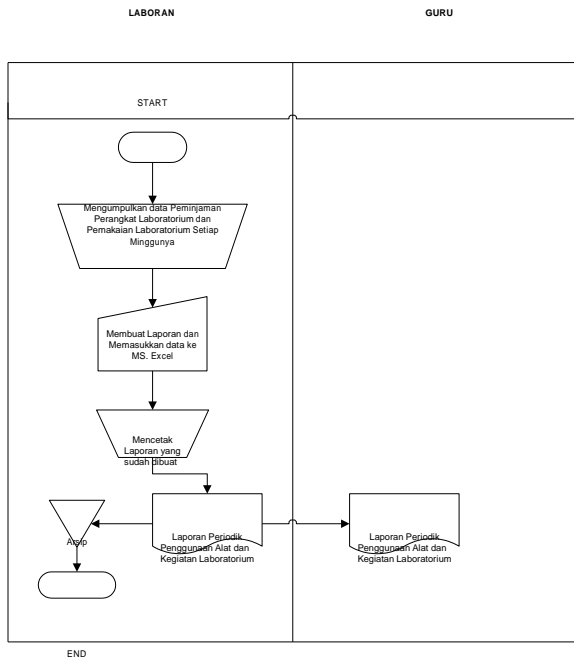 LABORAN
GURU
START
Mengumpulkan data Peminjaman
Perangkat Laboratorium dan
Pemakaian Laboratorium Setiap
Minggunya
Membuat Laporan dan
Memasukkan data ke
MS. Excel
Mencetak
Laporan yang
sudah dibuat
Arsip
Laporan Periodik
Penggunaan Alat dan
Kegiatan Laboratorium
Laporan Periodik
Penggunaan Alat dan
Kegiatan Laboratorium
END